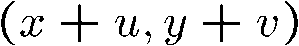 (x + u, y + v)